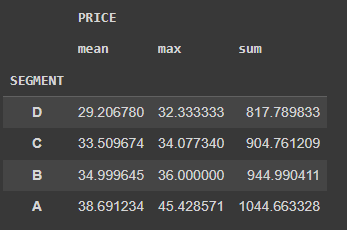 PRICE
mean max sum
SEGMENT
D 29.206780 32.333333 817.789833
C 33.509674 34.077340 904.761209
B 34.999645 36.000000 944.990411
A 38.691234 45.428571 1044.663328